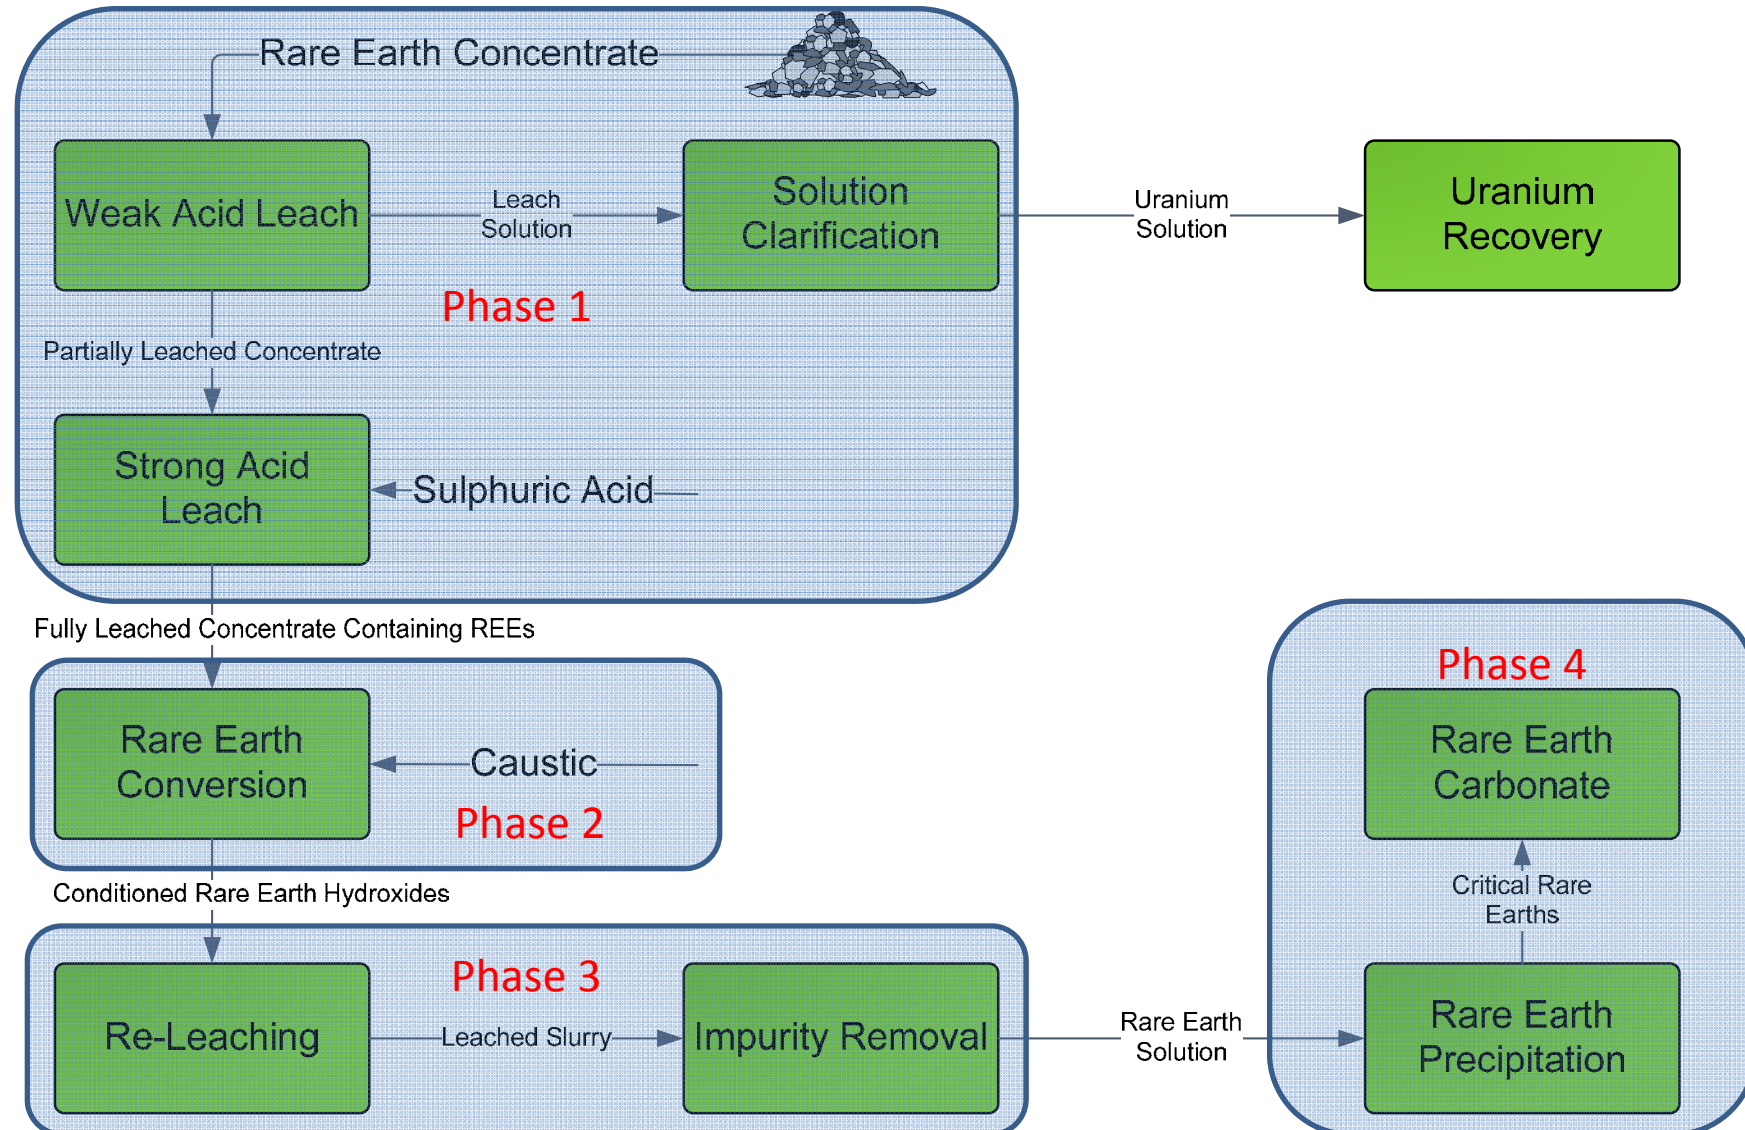 Rare Earth Concentrate
Weak Acid Leach
Leach
Solution
Solution
Clarification
Uranium
Solution
Uranium
Recovery
Phase 1
Partially Leached Concentrate
Strong Acid
Leach
Sulphuric Acid
Fully Leached Concentrate Containing REEs
Rare Earth
Conversion
Caustic
Phase 2
Conditioned Rare Earth Hydroxides
Phase 3
Re-Leaching
Leached Slurry
Impurity Removal
Rare Earth
Solution
Phase 4
Rare Earth
Carbonate
Critical Rare
Earths
Rare Earth
Precipitation